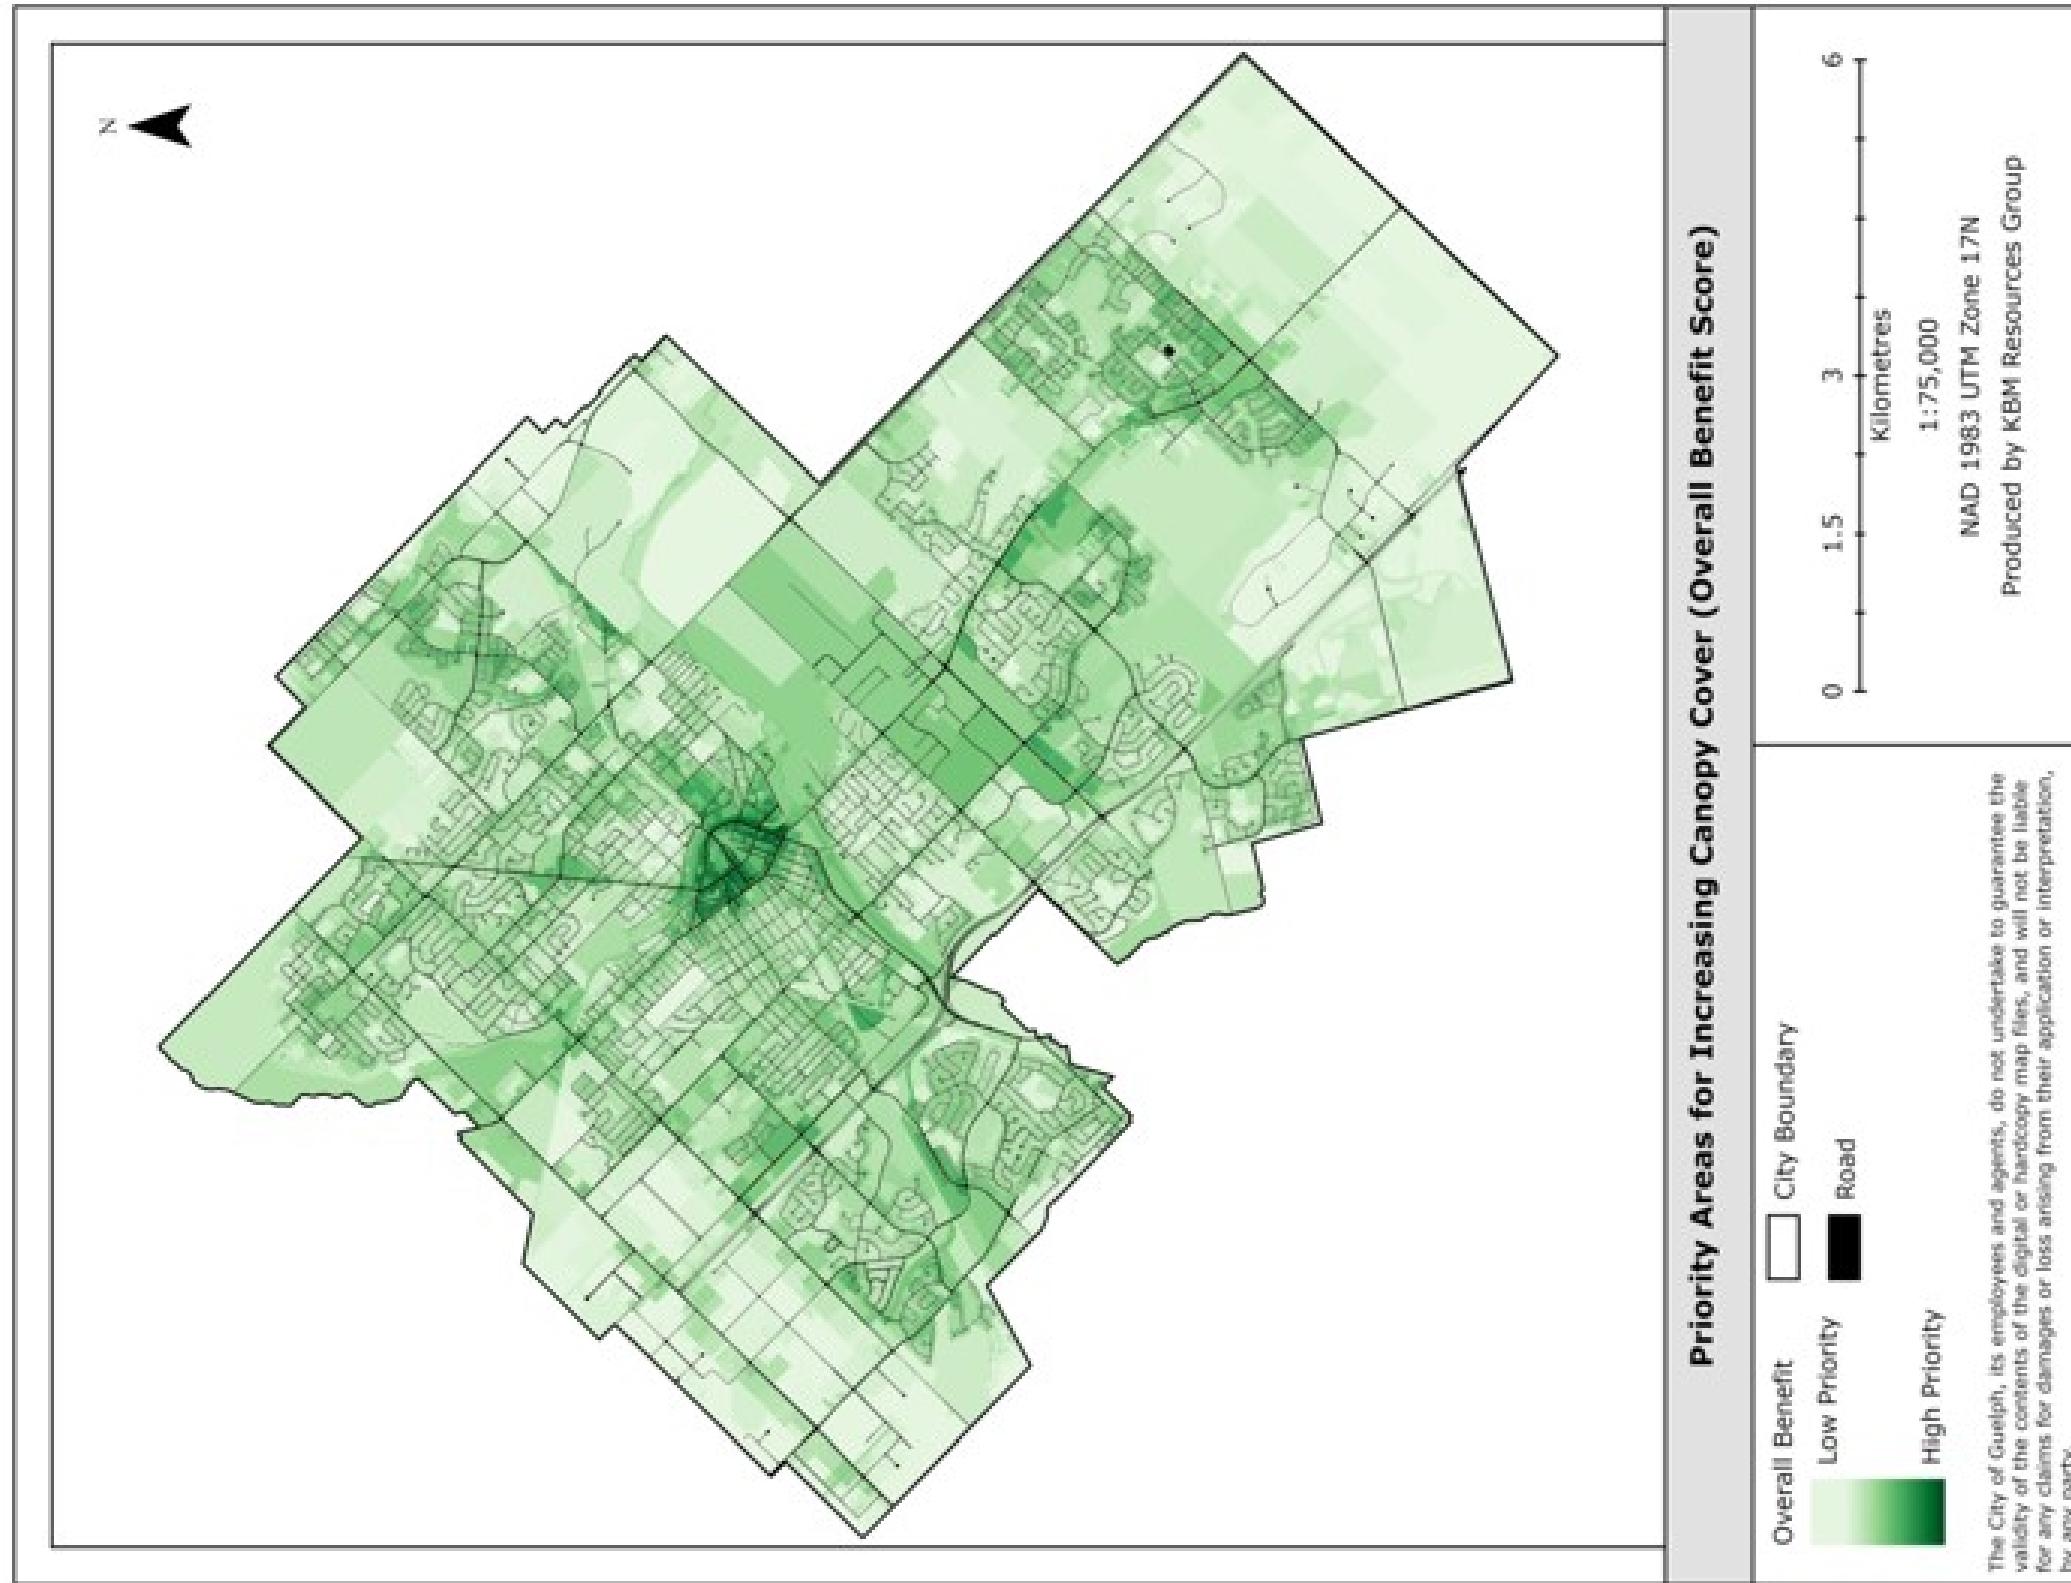 N
Priority Areas for Increasing Canopy Cover (Overall Benefit Score)
Overall Benefit
Low Priority
High Priority
City Boundary
Road
The City of Guelph, its employees and agents, do not undertake to guarantee the
validity of the contents of the digital or hardcopy map files, and will not be liable
for any claims for damages or loss arising from their application or interpretation,
by any party.
0 1.5 3 6
Kilometres
1:75,000
NAD 1983 UTM Zone 17N
Produced by KBM Resources Group